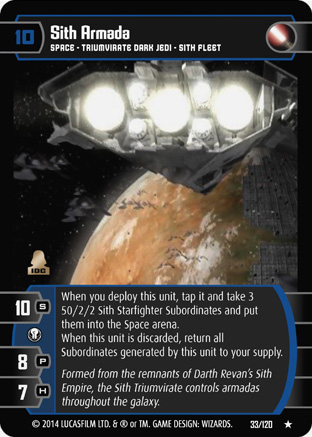 10 Sith Armada
SPACE - TRIUMVIRATE DARK JEDI - SITH FLEET
IDC
10 S
8 P
7 H
When you deploy this unit, tap it and take 3
50/2/2 Sith Starfighter Subordinates and put
them into the Space arena.
When this unit is discarded, return all
Subordinates generated by this unit to your supply.
Formed from the remnants of Darth Revan's Sith
Empire, the Sith Triumvirate controls armadas
throughout the galaxy.
© 2014 LUCASFILM LTD. & ® or TM. GAME DESIGN: WIZARDS. 33/120 ★